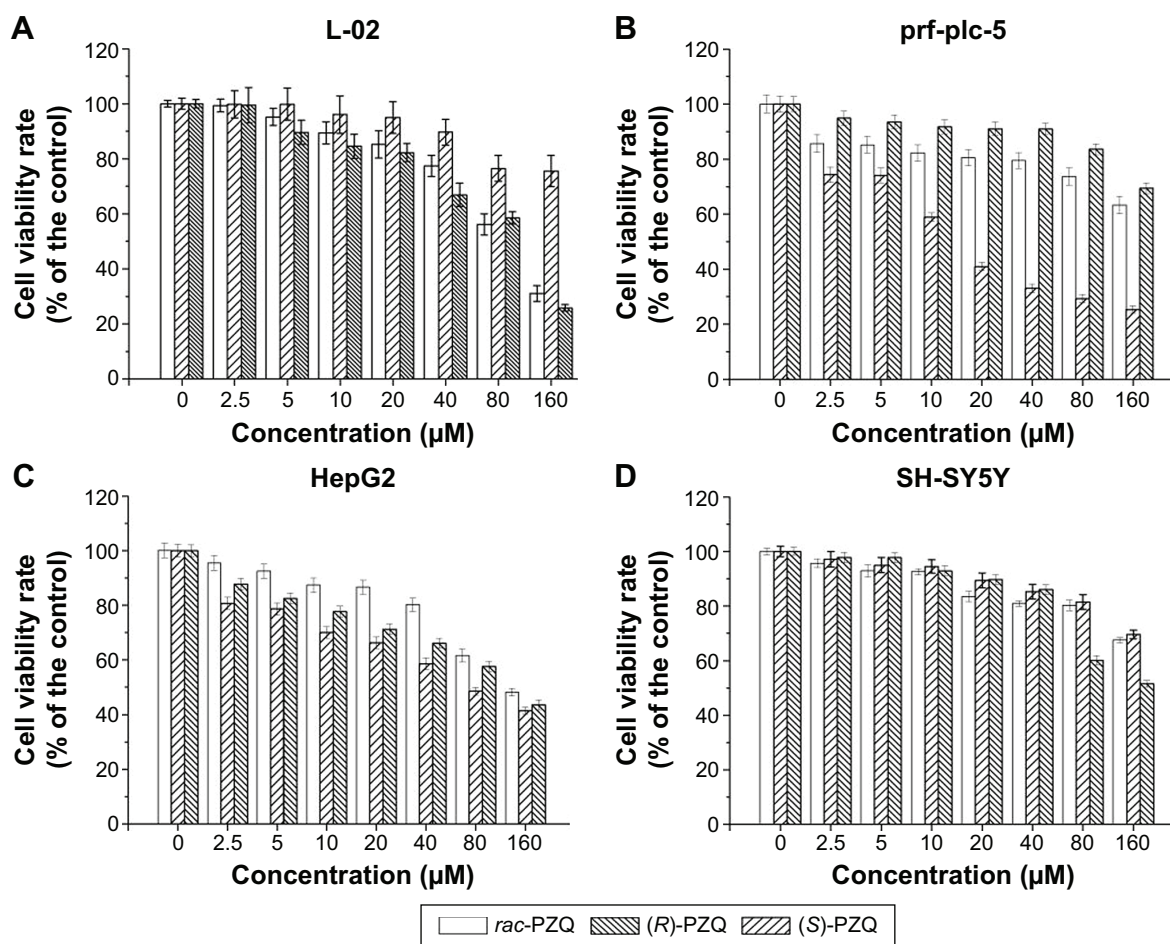 A
L-02
Cell viability rate
(% of the control)
120
100
80
60
40
20
0
0 2.5 5 10 20 40 80 160
Concentration (µM)
B
prf-plc-5
Cell viability rate
(% of the control)
120
100
80
60
40
20
0
0 2.5 5 10 20 40 80 160
Concentration (µM)
C
HepG2
Cell viability rate
(% of the control)
120
100
80
60
40
20
0
0 2.5 5 10 20 40 80 160
Concentration (µM)
D
SH-SY5Y
Cell viability rate
(% of the control)
120
100
80
60
40
20
0
0 2.5 5 10 20 40 80 160
Concentration (µM)
rac-PZQ (R)-PZQ (S)-PZQ